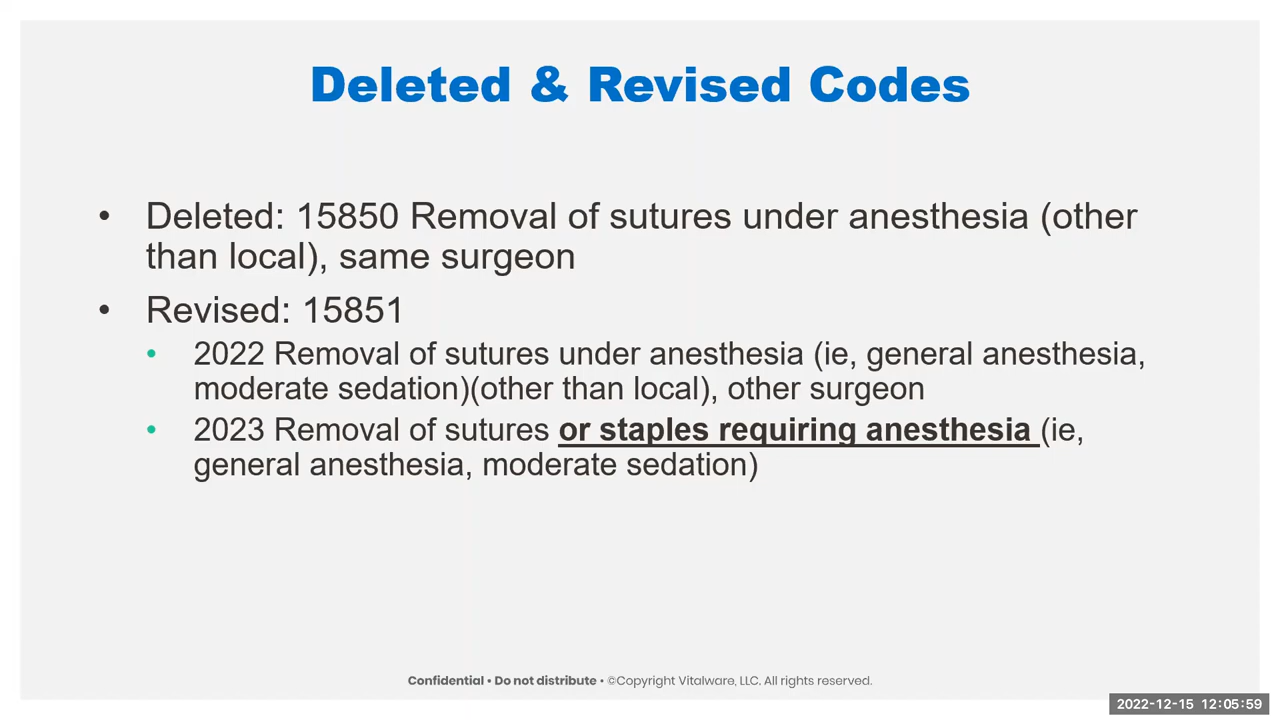 Deleted & Revised Codes
• Deleted: 15850 Removal of sutures under anesthesia (other
than local), same surgeon
• Revised: 15851
• 2022 Removal of sutures under anesthesia (ie, general anesthesia,
moderate sedation)(other than local), other surgeon
• 2023 Removal of sutures or staples requiring anesthesia (ie,
general anesthesia, moderate sedation)
Confidential • Do not distribute • ©Copyright Vitalware, LLC. All rights reserved.
2022-12-15 12:05:59